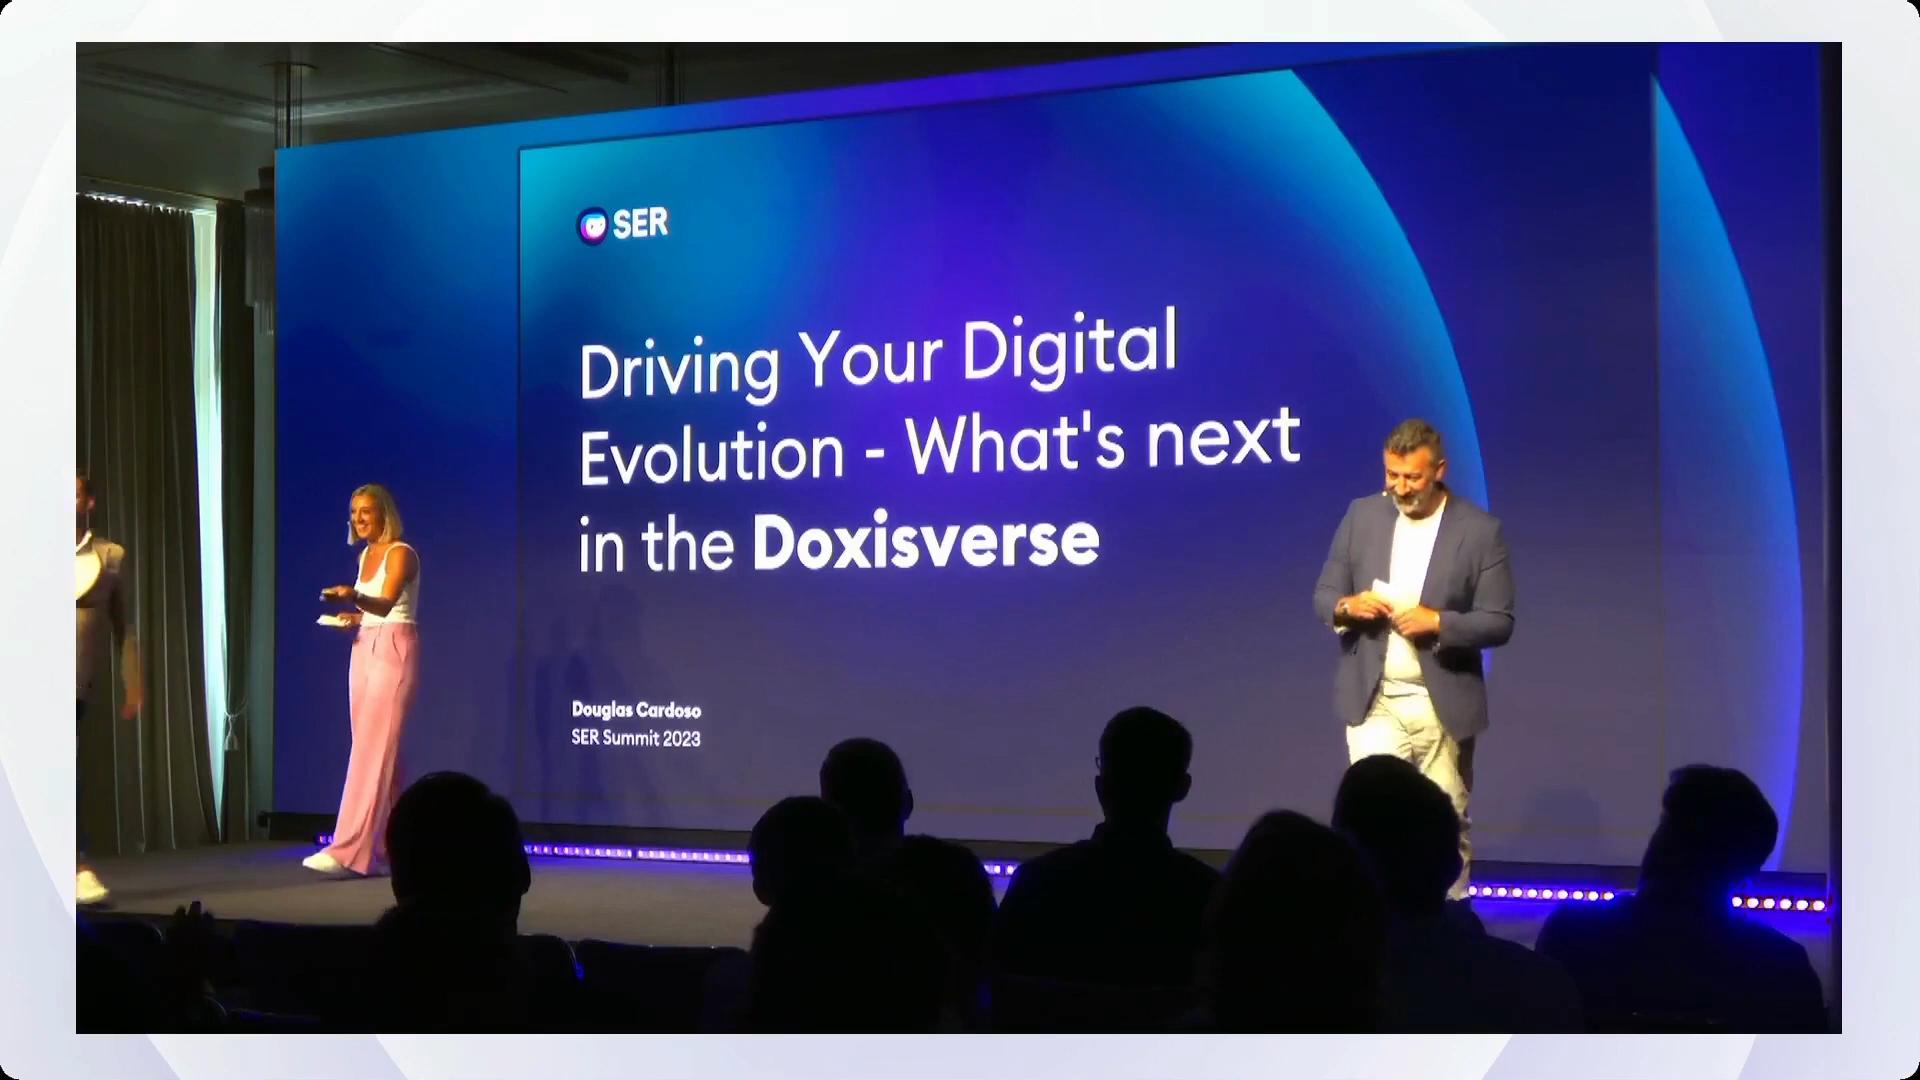 SER
Driving Your Digital
Evolution - What's next
in the Doxisverse
Douglas Cardoso
SER Summit 2023